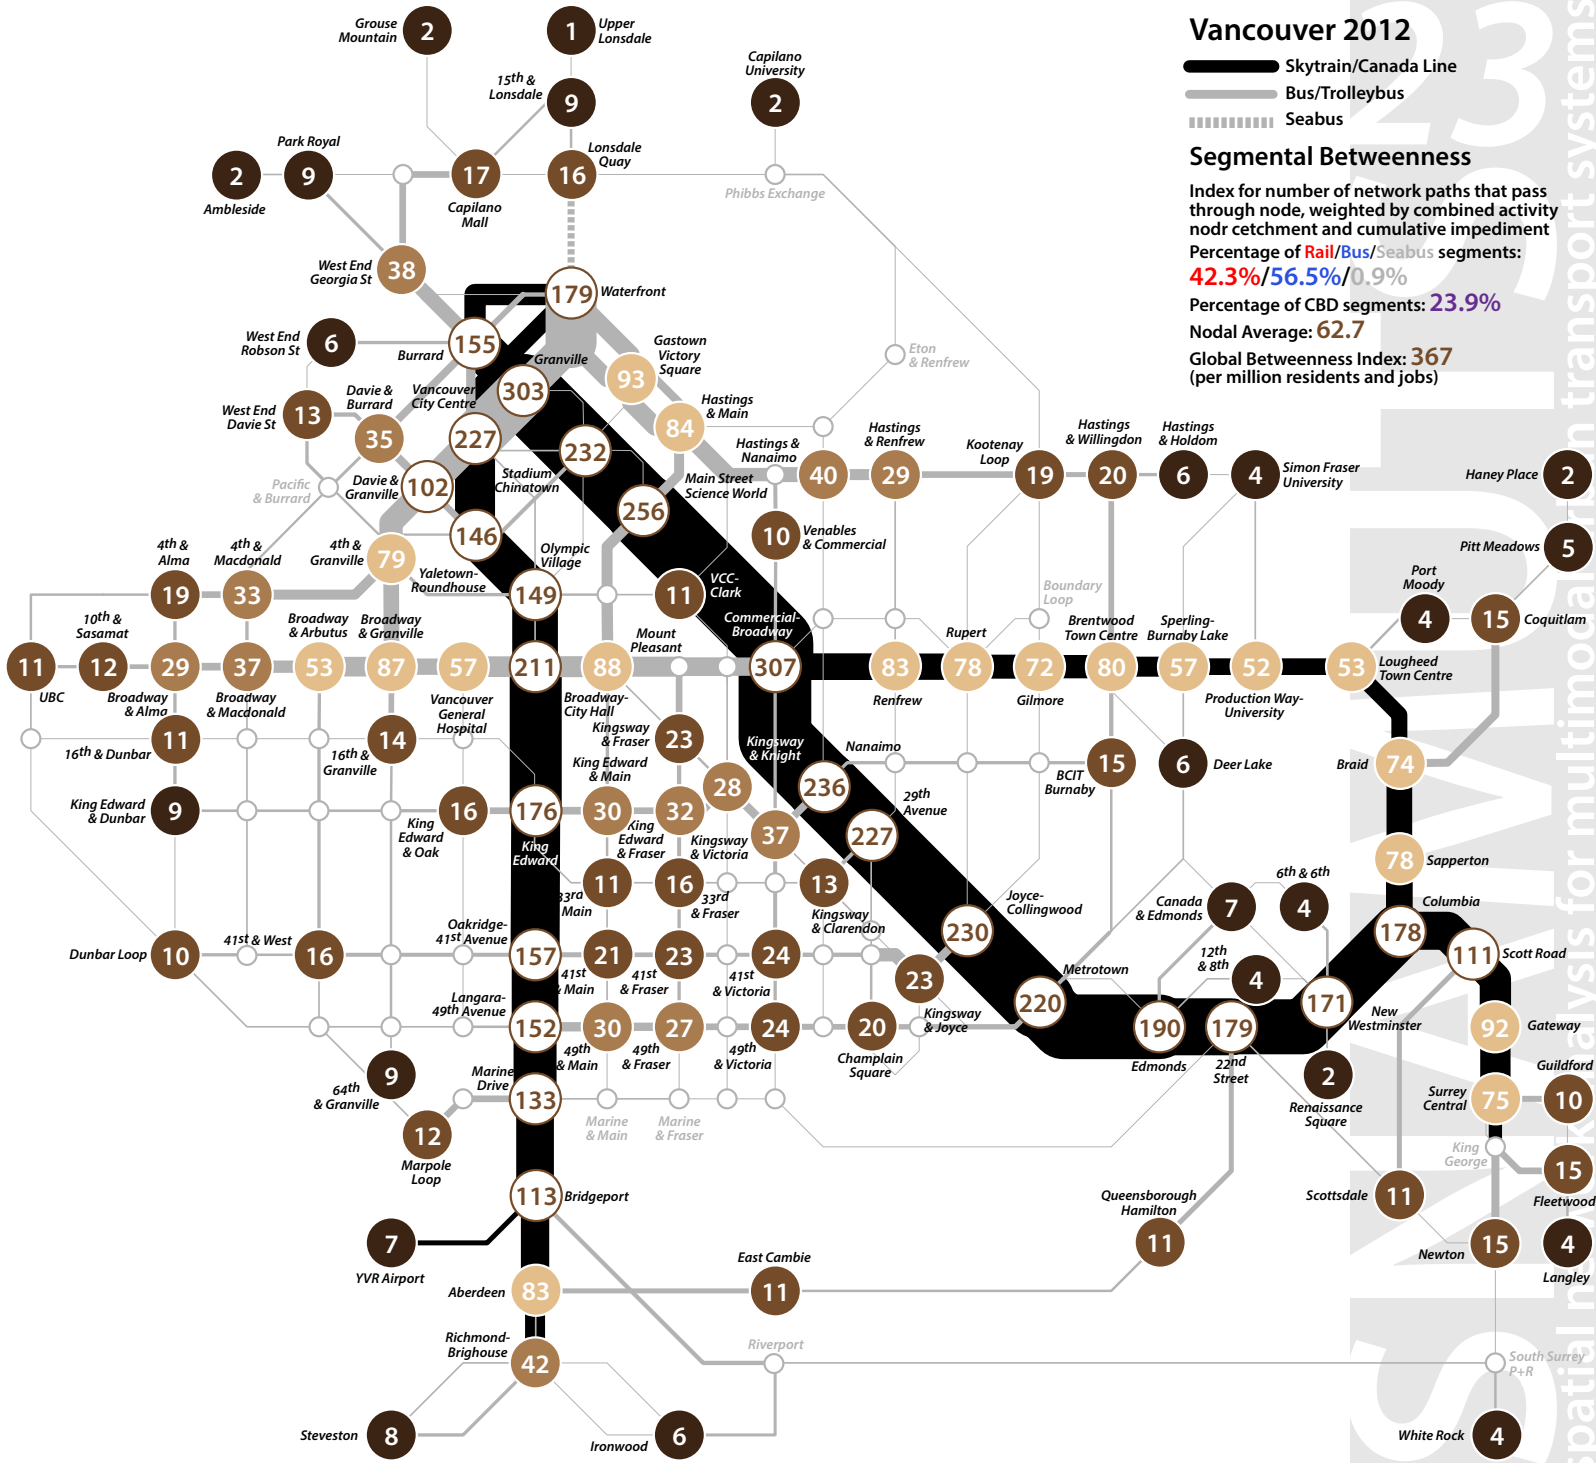 Vancouver 2012
Skytrain/Canada Line
Bus/Trolleybus
Seabus
Segmental Betweenness
Index for number of network paths that pass
through node, weighted by combined activity
nodr cetchment and cumulative impediment
Percentage of Rail/Bus/Seabus segments:
42.3%/56.5%/0.9%
Percentage of CBD segments: 23.9%
Nodal Average: 62.7
Global Betweenness Index: 367
(per million residents and jobs)
23
Grouse
Mountain
2
1
Upper
Lonsdale
15th &
Lonsdale
9
Capilano
University
2
Park Royal
2
9
Ambleside
17
Capilano
Mall
16
Lonsdale
Quay
Phibbs Exchange
West End
Georgia St
38
179
Waterfront
West End
Robson St
6
Burrard
155
Granville
303
Gastown
Victory
Square
93
Eton
& Renfrew
West End
Davie St
13
Davie &
Burrard
35
Vancouver
City Centre
227
Hastings
& Main
84
232
Stadium
Chinatown
Hastings &
Nanaimo
40
Hastings
& Renfrew
29
Kootenay
Loop
19
Hastings
& Willingdon
20
Hastings
& Holdom
6
4
Simon Fraser
University
Haney Place
2
Pacific
& Burrard
Davie &
Granville
102
Main Street
Science World
256
146
Yaletown-
Roundhouse
10
Venables
& Commercial
Pitt Meadows
5
4th &
Alma
19
4th &
Macdonald
33
4th &
Granville
79
Olympic
Village
149
11
VCC-
Clark
Boundary
Loop
Port
Moody
4
15
Coquitlam
11
UBC
10th &
Sasamat
12
29
Broadway
& Alma
37
Broadway
& Macdonald
Broadway
& Arbutus
53
Broadway
& Granville
87
57
Vancouver
General
Hospital
211
88
Broadway-
City Hall
Mount
Pleasant
Commercial-
Broadway
307
83
Renfrew
Rupert
78
72
Gilmore
Brentwood
Town Centre
80
Sperling-
Burnaby Lake
57
52
Production Way-
University
53
Lougheed
Town Centre
11
16th & Dunbar
14
16th &
Granville
Kingsway
& Fraser
23
Kingsway
& Knight
28
Nanaimo
236
BCIT
Burnaby
15
6
Deer Lake
Braid
74
King Edward
& Dunbar
9
16
King
Edward
& Oak
176
King
Edward
King Edward
& Main
30
32
King
Edward
& Fraser
Kingsway
& Victoria
37
29th
Avenue
227
11
33rd
Main
16
33rd
& Fraser
13
Kingsway
& Clarendon
78
Sapperton
Canada
& Edmonds
7
6th & 6th
4
Columbia
178
Dunbar Loop
10
41st & West
16
Oakridge-
41st Avenue
157
21
41st
& Main
23
41st
& Fraser
24
41st
& Victoria
Joyce-
Collingwood
230
23
Kingsway
& Joyce
12th
& 8th
4
111
Scott Road
Langara-
49th Avenue
152
30
49th
& Main
27
49th
& Fraser
24
49th
& Victoria
20
Champlain
Square
Metrotown
220
190
Edmonds
179
22nd
Street
171
New
Westminster
92
Gateway
9
64th
& Granville
Marine
Drive
133
Marine
& Main
Marine
& Fraser
2
Renaissance
Square
Surrey
Central
75
Guildford
10
12
Marpole
Loop
King
George
15
Fleetwood
113
Bridgeport
Queensborough
Hamilton
11
Scottsdale
11
7
YVR Airport
Newton
15
4
Langley
Aberdeen
83
East Cambie
11
Richmond-
Brighouse
42
Riverport
South Surrey
P+R
Steveston
8
Ironwood
6
White Rock
4